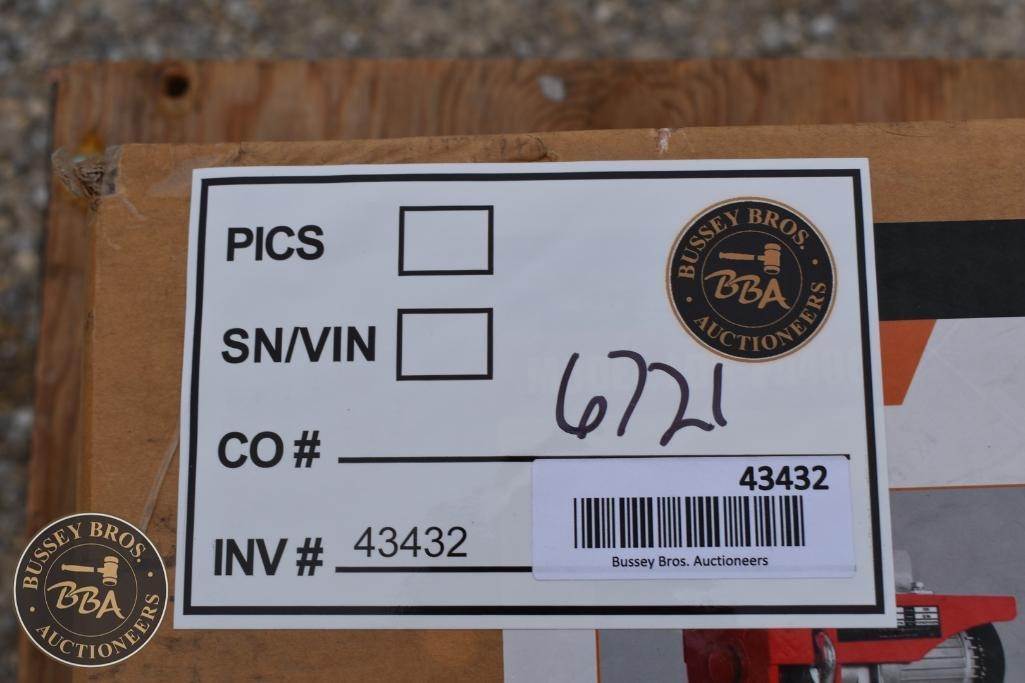 PICS
BUSSEY BROS.
BBA
AUCTIONEERS
SN/VIN
6721
CO #
43432
INV # 43432
Bussey Bros. Auctioneers
BUSSEY BROS.
BBA
AUCTIONEERS